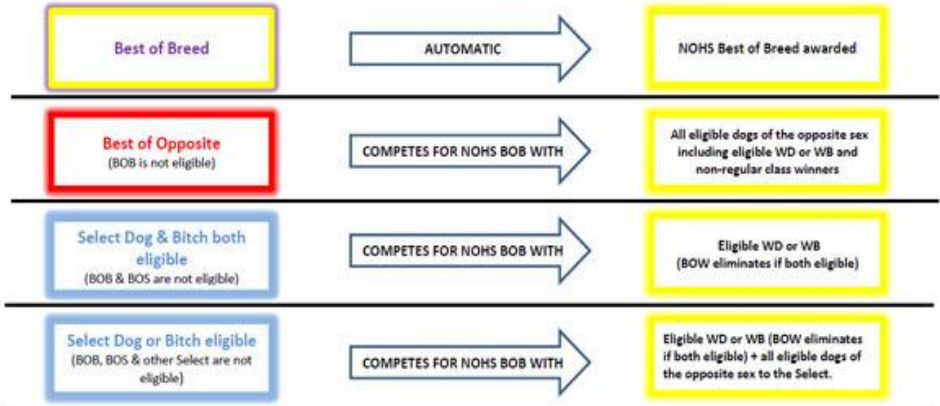 Best of Breed
AUTOMATIC
NOHS Best of Breed awarded
Best of Opposite
(BOB is not eligible)
COMPETES FOR NOHS BOB WITH
All eligible dogs of the opposite sex
including eligible WD or WB and
non-regular class winners
Select Dog & Bitch both
eligible
(BOB & BOS are not eligible)
COMPETES FOR NOHS BOB WITH
Eligible WD or WB
(BOW eliminates if both eligible)
Select Dog or Bitch eligible
(BOB, BOS & other Select are not
eligible)
COMPETES FOR NOHS BOB WITH
Eligible WD or WB (BOW eliminates
if both eligible) + all eligible dogs of
the opposite sex to the Select.